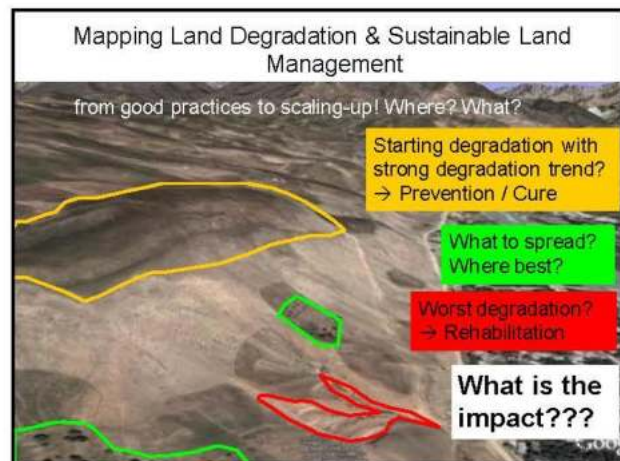 Mapping Land Degradation & Sustainable Land
Management
from good practices to scaling-up! Where? What?
Starting degradation with
strong degradation trend?
→ Prevention / Cure
What to spread?
Where best?
Worst degradation?
→ Rehabilitation
What is the
impact???